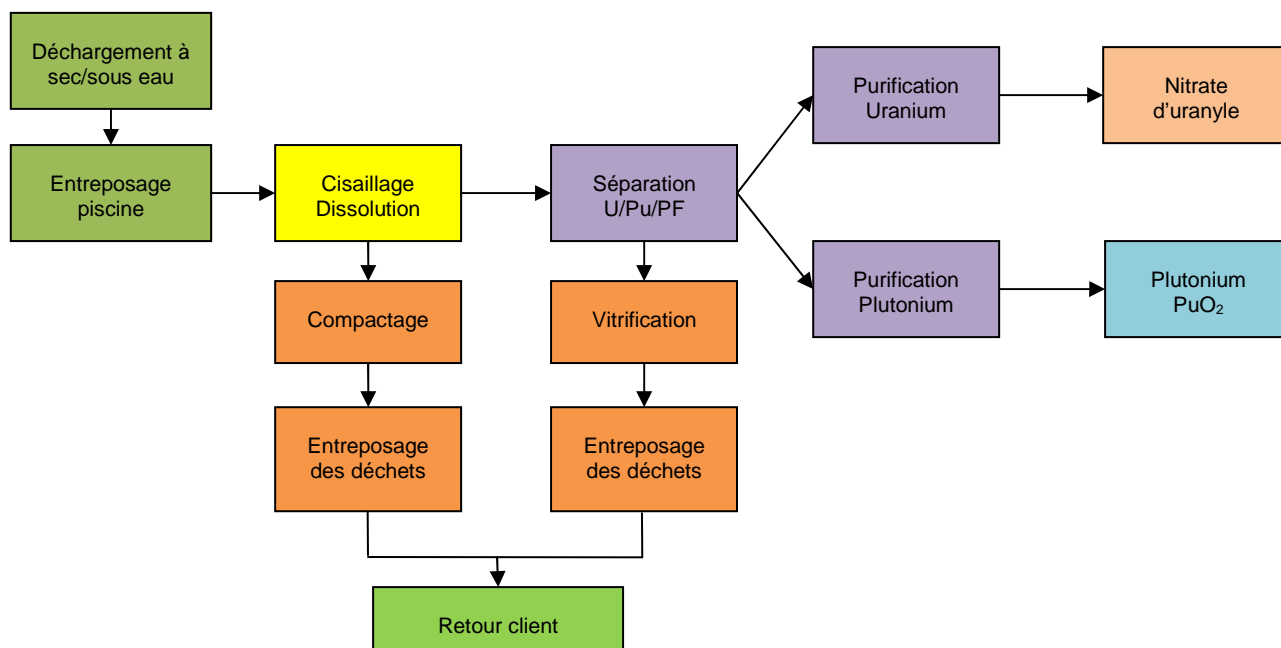 Déchargement à
sec/sous eau
Entreposage
piscine
Cisaillage
Dissolution
Séparation
U/Pu/PF
Purification
Uranium
Nitrate
d’uranyle
Purification
Plutonium
Plutonium
PuO₂
Compactage
Vitrification
Entreposage
des déchets
Entreposage
des déchets
Retour client